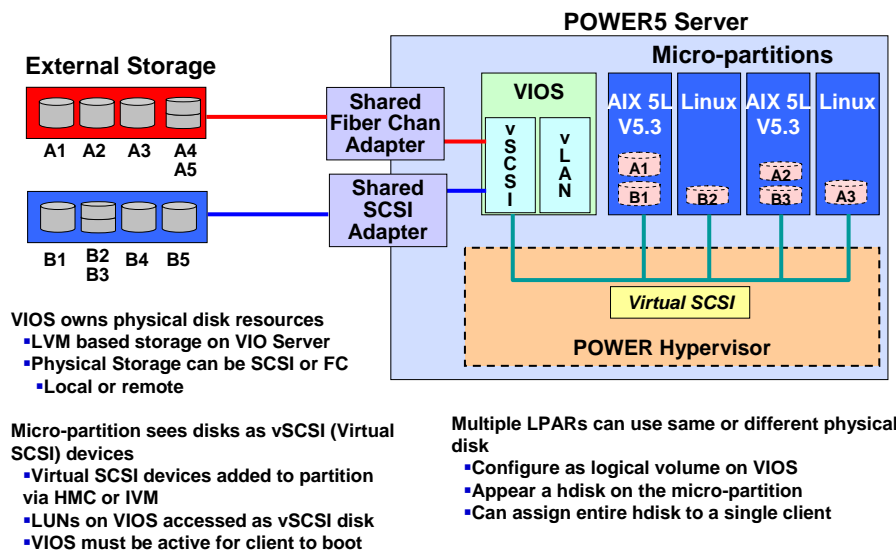 POWER5 Server
Micro-partitions
External Storage
A1 A2 A3 A4
A5
B1 B2 B4 B5
B3
Shared
Fiber Chan
Adapter
Shared
SCSI
Adapter
VIOS
vSCSI
vLAN
AIX 5L
V5.3
A1
B1
Linux
B2
AIX 5L
V5.3
A2
B3
Linux
A3
Virtual SCSI
POWER Hypervisor
VIOS owns physical disk resources
▪LVM based storage on VIO Server
▪Physical Storage can be SCSI or FC
▪Local or remote
Micro-partition sees disks as vSCSI (Virtual
SCSI) devices
▪Virtual SCSI devices added to partition
via HMC or IVM
▪LUNs on VIOS accessed as vSCSI disk
▪VIOS must be active for client to boot
Multiple LPARs can use same or different physical
disk
▪Configure as logical volume on VIOS
▪Appear a hdisk on the micro-partition
▪Can assign entire hdisk to a single client